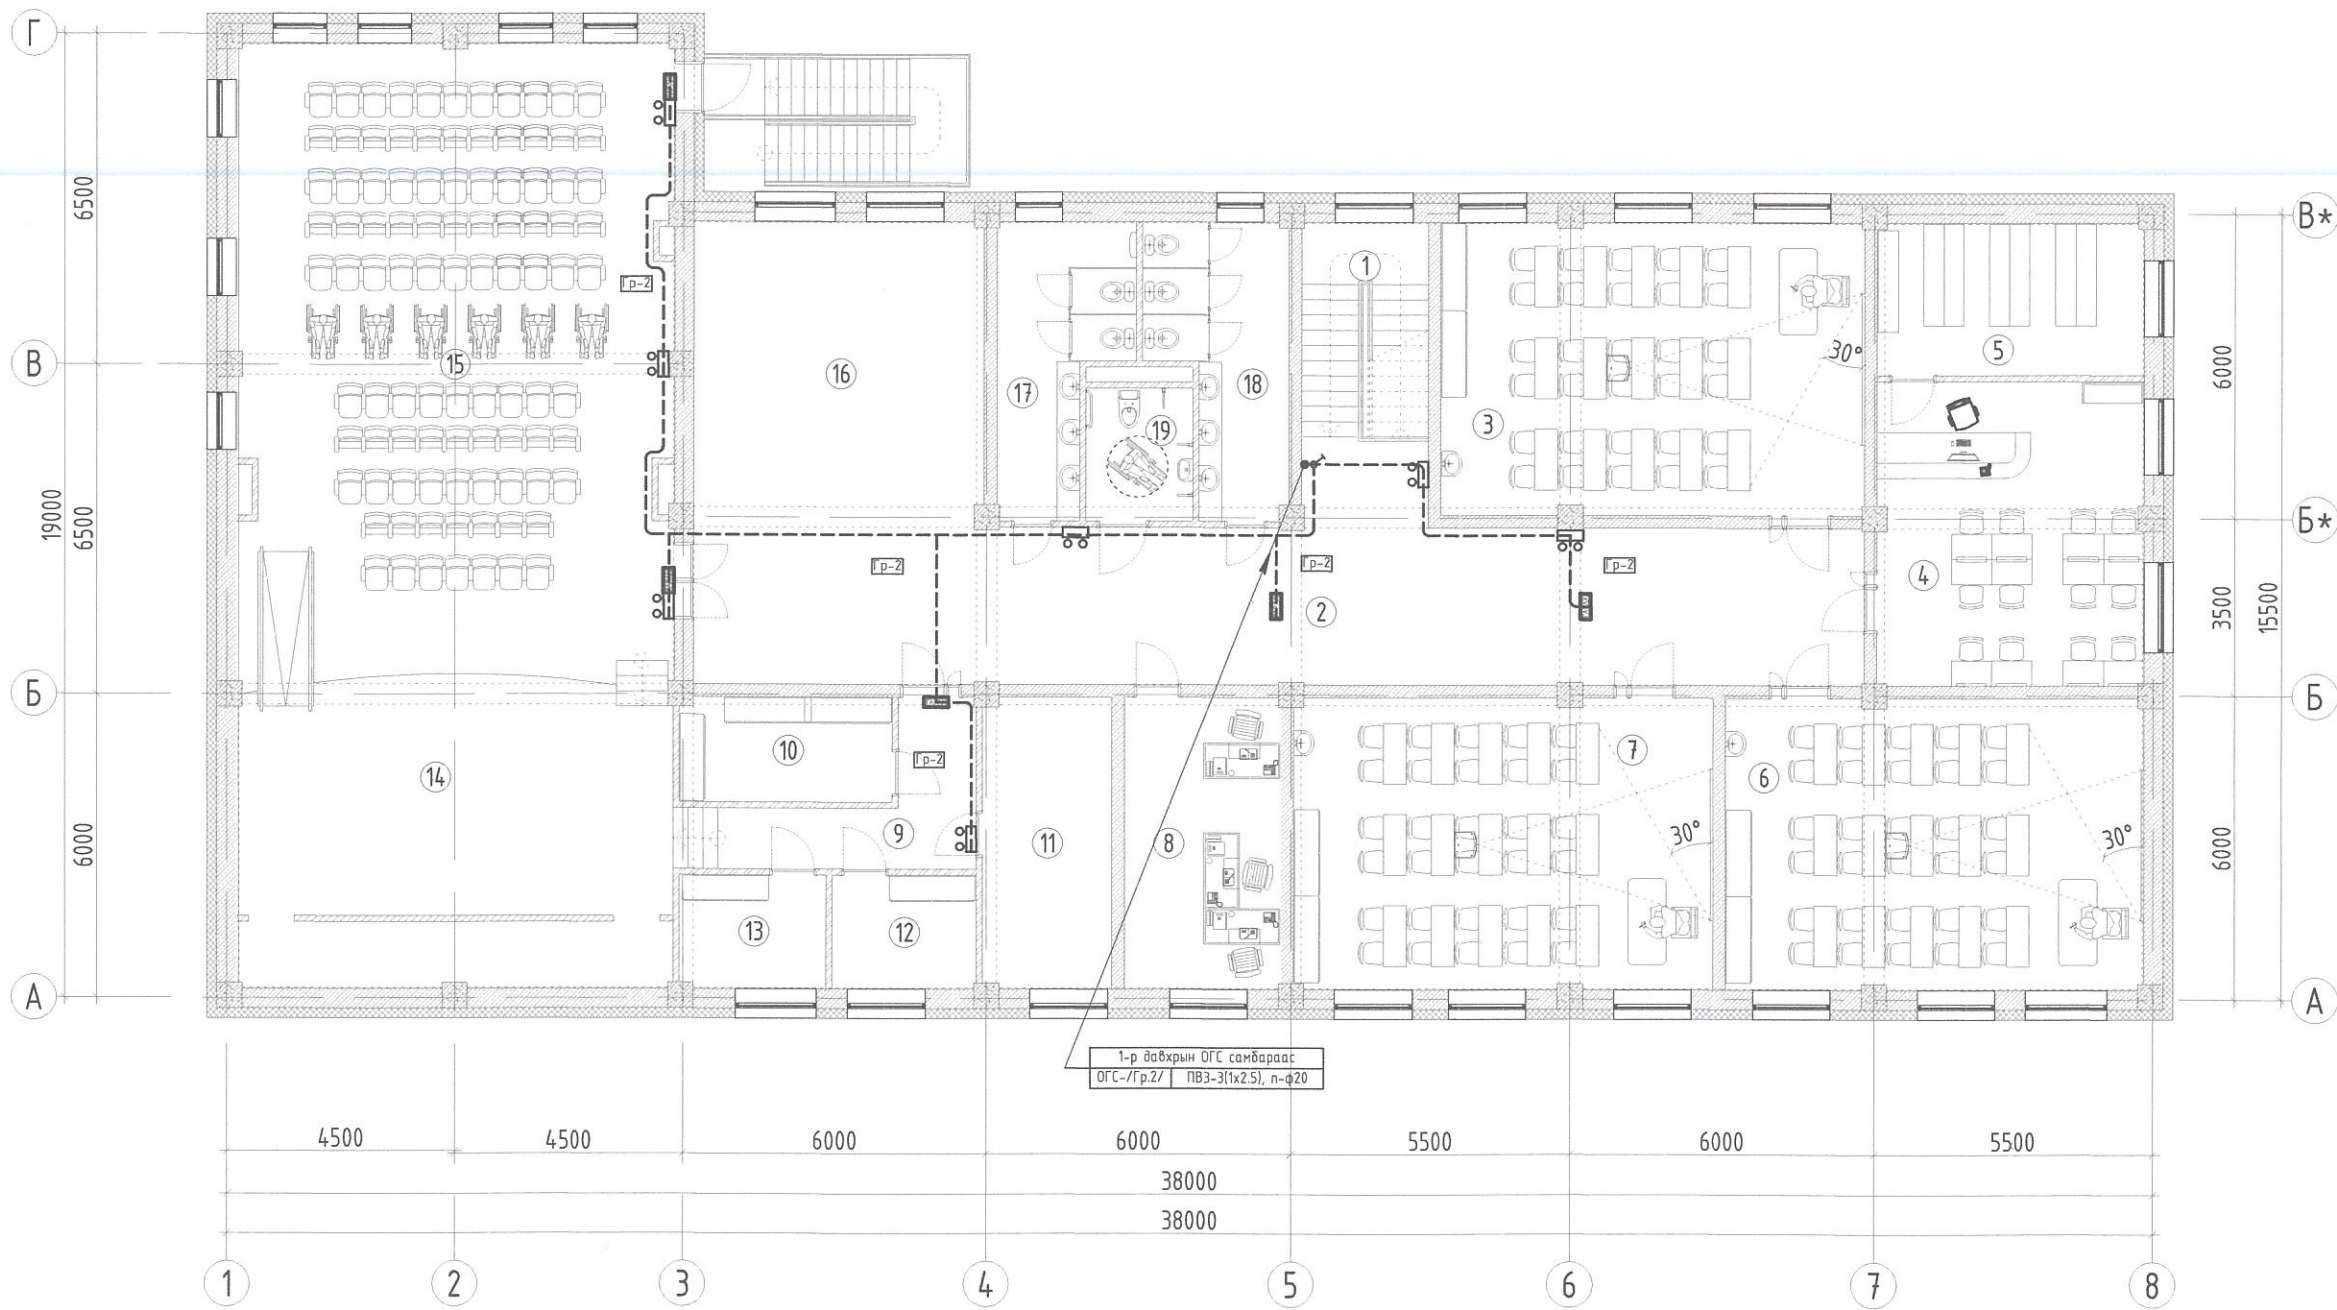 Г
6500
В*
1
30°
5
Гр-2
В
15
16
17
18
6000
3
19
19000
6500
Б*
Гр-2
Гр-2
Гр-2
4
2
3500
15500
Б
Б
10
7
Гр-2
14
6
9
11
8
30°
30°
6000
6000
13
12
А
А
1-р давхрын ОГС самбараас
ОГС-/Гр.2/ ПВЗ-3(1x2.5), п-ф20
4500 4500 6000 6000 5500 6000 5500
38000
38000
1 2 3 4 5 6 7 8